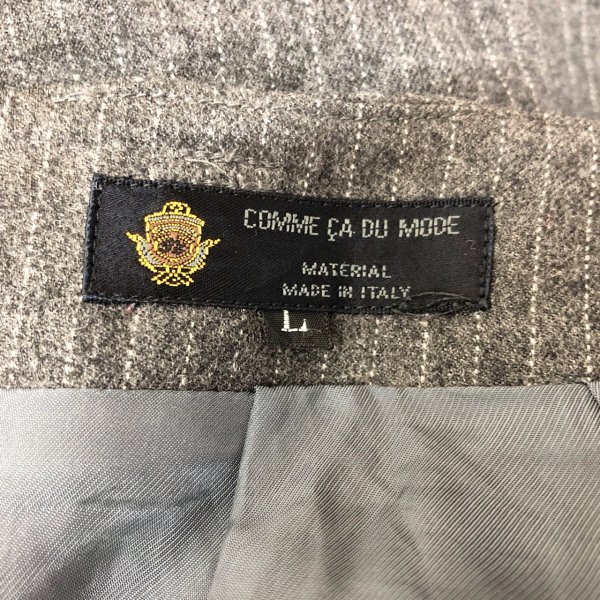 COMME ÇA DU MODE
MATERIAL
MADE IN ITALY
L